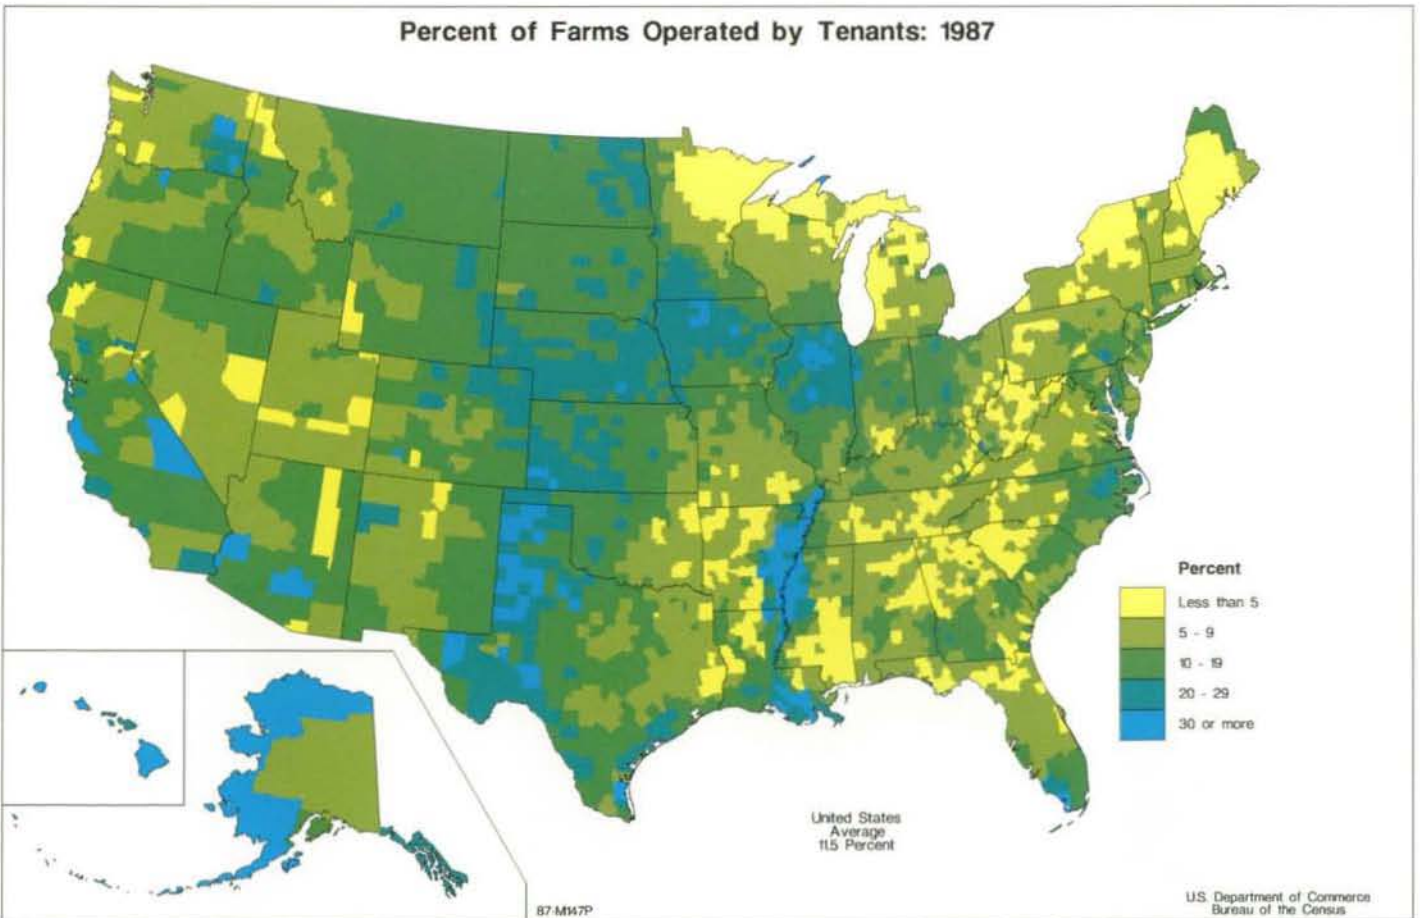 Percent of Farms Operated by Tenants: 1987
Percent
Less than 5
5 - 9
10 - 19
20 - 29
30 or more
United States
Average
11.5 Percent
87-M147P
U.S. Department of Commerce
Bureau of the Census